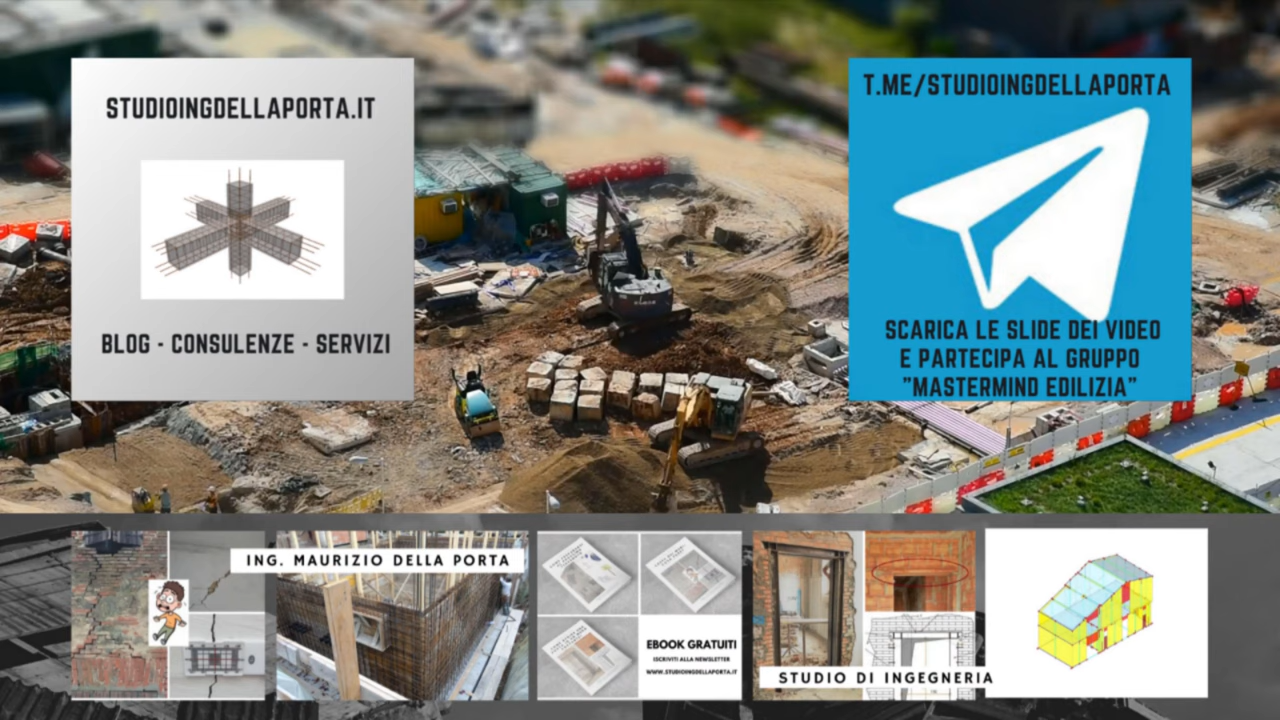 STUDIOINGDELLAPORTA.IT
BLOG - CONSULENZE - SERVIZI
T.ME/STUDIOINGDELLAPORTA
SCARICA LE SLIDE DEI VIDEO
E PARTECIPA AL GRUPPO
"MASTERMIND EDILIZIA"
ING. MAURIZIO DELLA PORTA
EBOOK GRATUITI
ISCRIVITI ALLA NEWSLETTER
WWW.STUDIOINGDELLAPORTA.IT
STUDIO DI INGEGNERIA